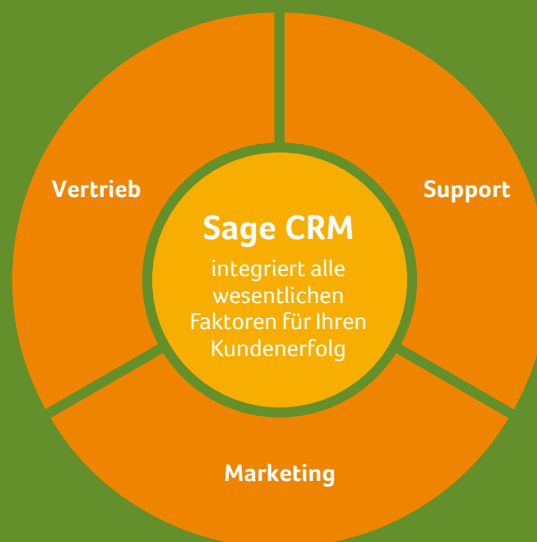 Vertrieb
Support
Sage CRM
integriert alle
wesentlichen
Faktoren für Ihren
Kundenerfolg
Marketing